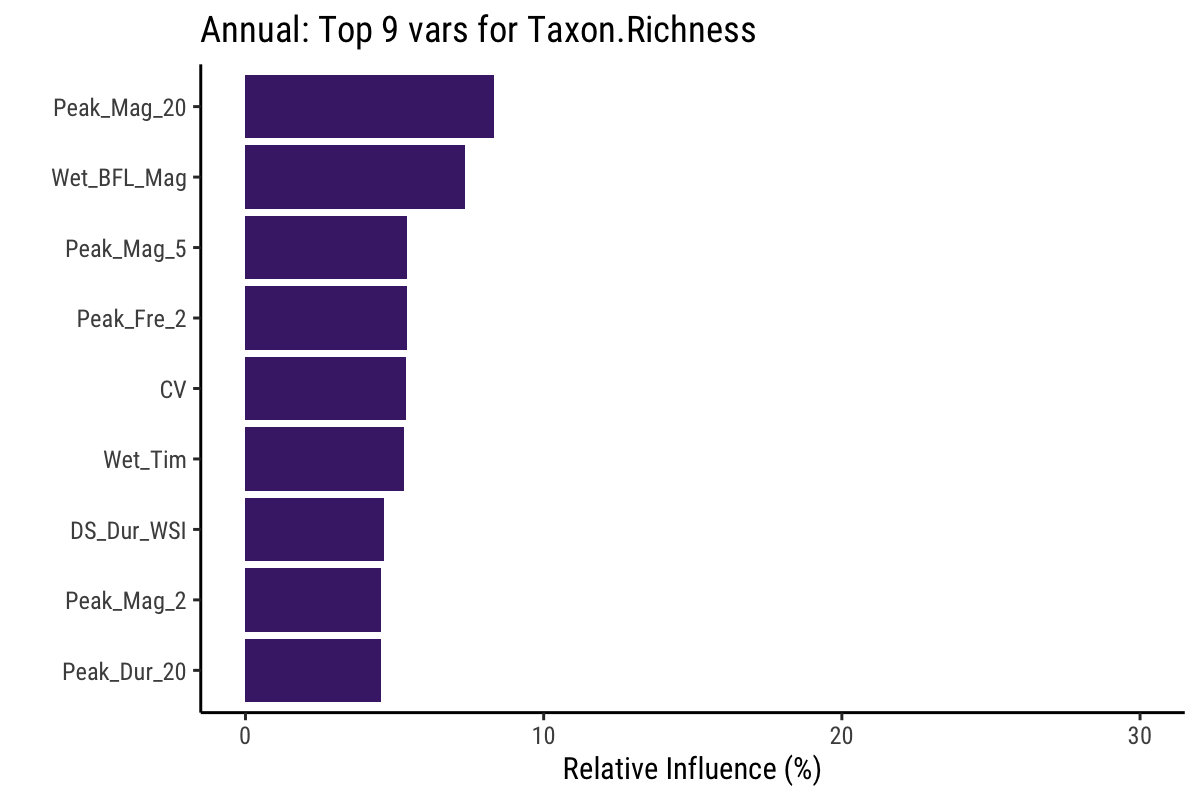 Annual: Top 9 vars for Taxon.Richness
Peak_Mag_20
Wet_BFL_Mag
Peak_Mag_5
Peak_Fre_2
CV
Wet_Tim
DS_Dur_WSI
Peak_Mag_2
Peak_Dur_20
0 10 20 30
Relative Influence (%)